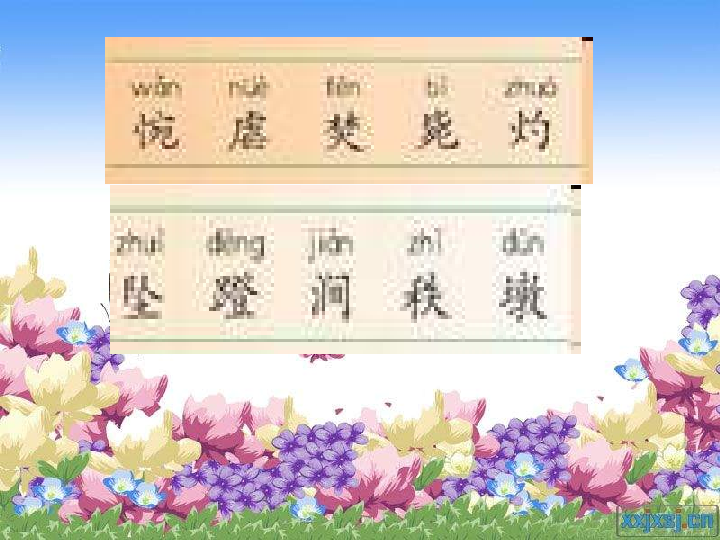 wǎn nüè fén bì zhuó
惋 虐 焚 毙 灼
zhuì dēng jiàn zhì dūn
坠 蹬 涧 秩 墩
xxjxsj.cn